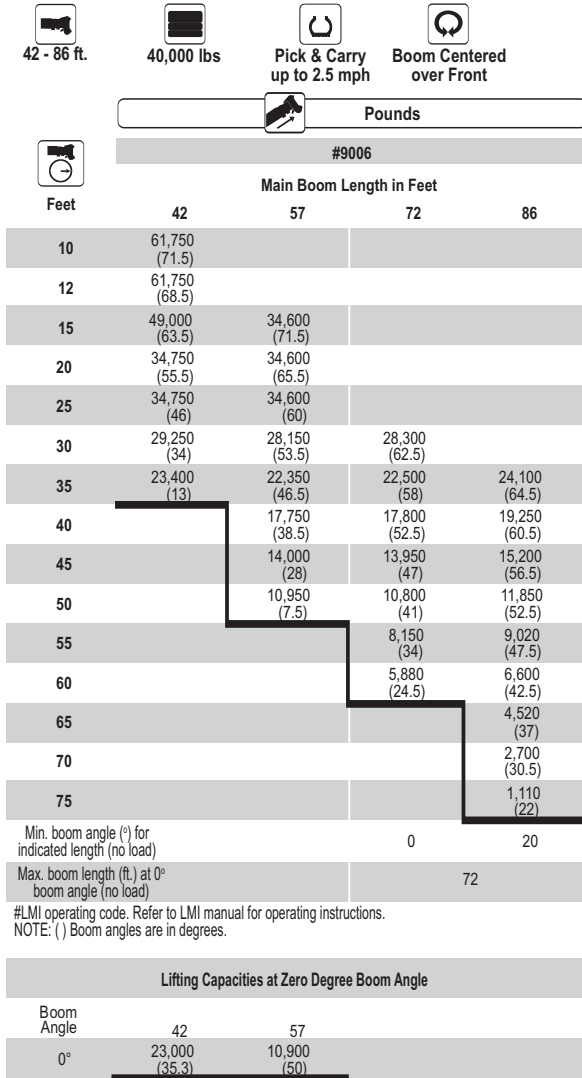 42 - 86 ft. 40,000 lbs Pick & Carry up to 2.5 mph Boom Centered over Front
Pounds
#9006
Feet
Main Boom Length in Feet
42 57 72 86
10 61,750 (71.5)
12 61,750 (68.5)
15 49,000 (63.5) 34,600 (71.5)
20 34,750 (55.5) 34,600 (65.5)
25 34,750 (46) 34,600 (60)
30 29,250 (34) 28,150 (53.5) 28,300 (62.5)
35 23,400 (13) 22,350 (46.5) 22,500 (58) 24,100 (64.5)
40 17,750 (38.5) 17,800 (52.5) 19,250 (60.5)
45 14,000 (28) 13,950 (47) 15,200 (56.5)
50 10,950 (7.5) 10,800 (41) 11,850 (52.5)
55 8,150 (34) 9,020 (47.5)
60 5,880 (24.5) 6,600 (42.5)
65 4,520 (37)
70 2,700 (30.5)
75 1,110 (22)
Min. boom angle (º) for indicated length (no load) 0 20
Max. boom length (ft.) at 0º boom angle (no load) 72
#LMI operating code. Refer to LMI manual for operating instructions.
NOTE: ( ) Boom angles are in degrees.
Lifting Capacities at Zero Degree Boom Angle
Boom Angle 42 57
0° 23,000 (35.3) 10,900 (50)